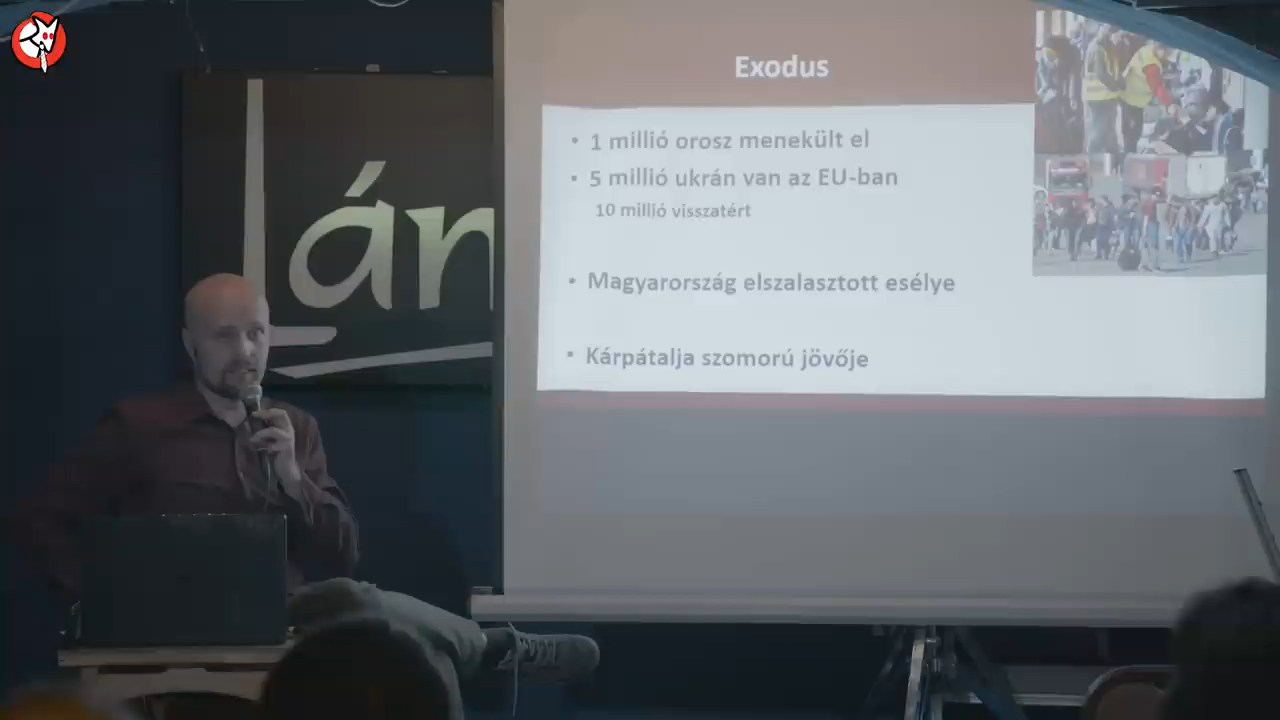 Exodus
• 1 millió orosz menekült el
• 5 millió ukrán van az EU-ban
10 millió visszatért
• Magyarország elszalasztott esélye
• Kárpátalja szomorú jövője
án